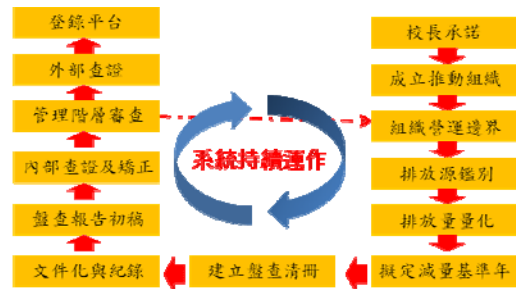 登錄平台
校長承諾
外部查證
成立推動組織
管理階層審查
組織營運邊界
系統持續運作
內部查證及矯正
排放源鑑別
盤查報告初稿
排放量量化
文件化與紀錄
建立盤查清冊
擬定減量基準年